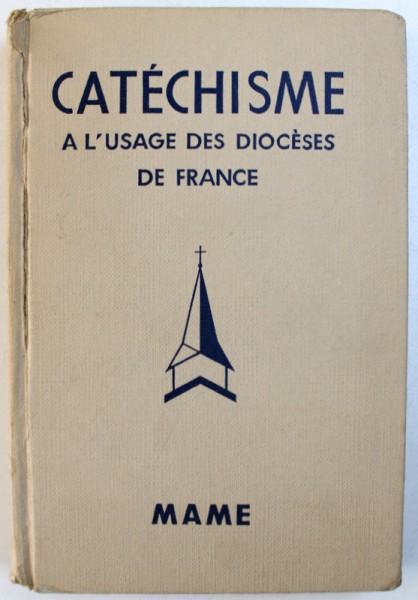 CATÉCHISME
A L'USAGE DES DIOCÈSES
DE FRANCE
MAME